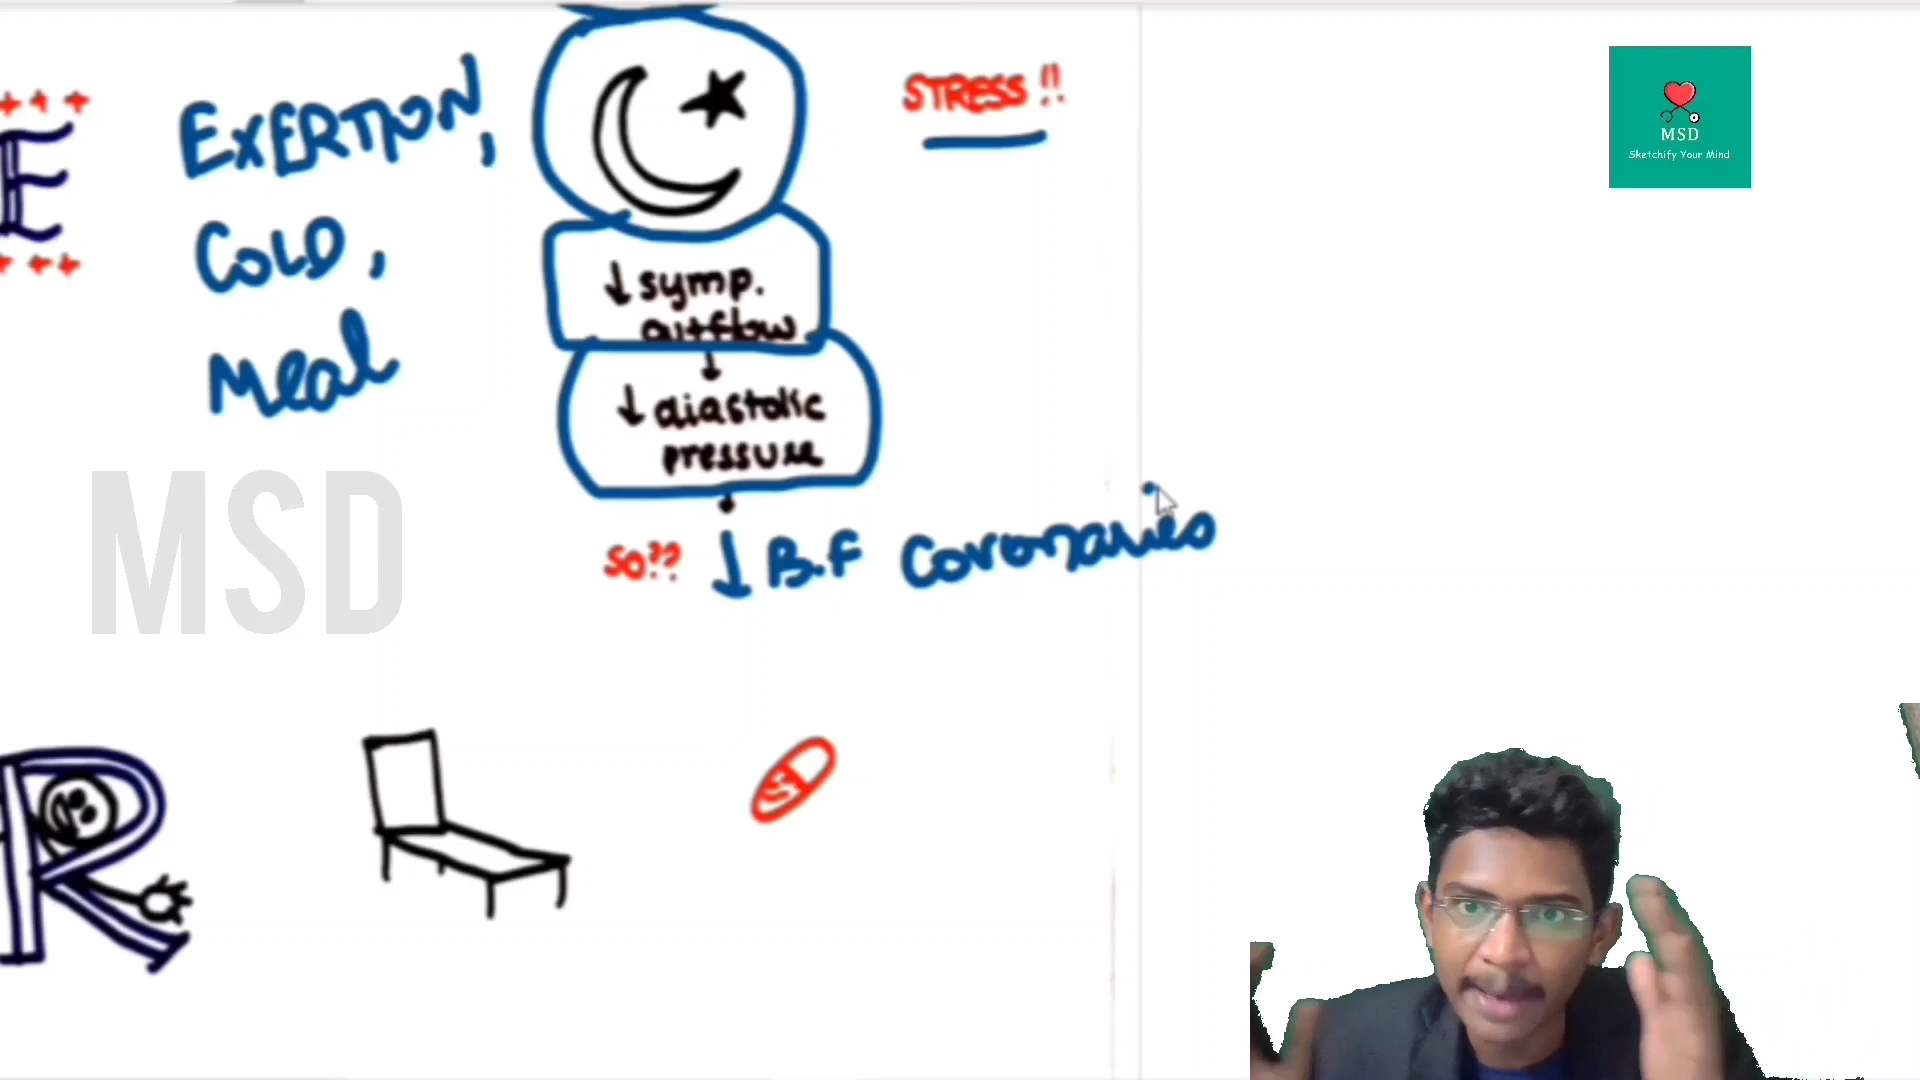 +++
E
+++
EXERTION,
COLD,
Meal
STRESS!!
↓ symp.
outflow
↓
↓ diastolic
pressure
SO?? ↓ B.F Coronaries
R
MSD
MSD
Sketchify Your Mind